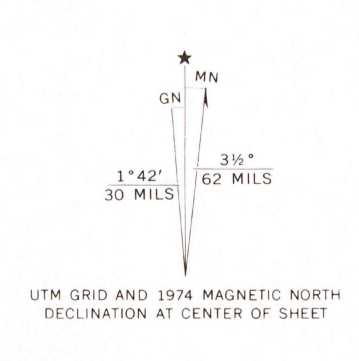 ★
MN
GN
1°42′
30 MILS
3½°
62 MILS
UTM GRID AND 1974 MAGNETIC NORTH
DECLINATION AT CENTER OF SHEET